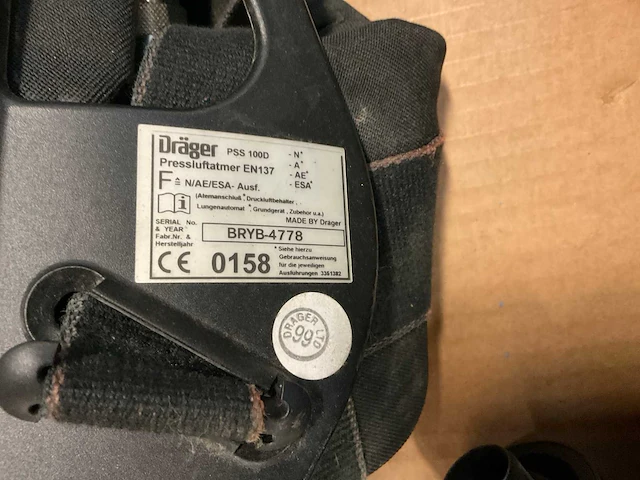 Dräger PSS 100D - N*
Pressluftatmer EN137 - A*
- AE*
F ≙ N/AE/ESA- Ausf. - ESA*
(Atemanschluß*, Druckluftbehälter,
Lungenautomat*, Grundgerät, Zubehör u.a.)
MADE BY Dräger
SERIAL No.
& YEAR
Fabr.Nr. &
Herstelljahr
BRYB-4778
CE 0158
* Siehe hierzu
Gebrauchsanweisung
für die jeweiligen
Ausführungen 3361382
DRAGER LTD
99